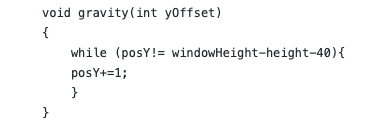 void gravity(int yOffset)
{
    while (posY!= windowHeight-height-40){
    posY+=1;
    }
}